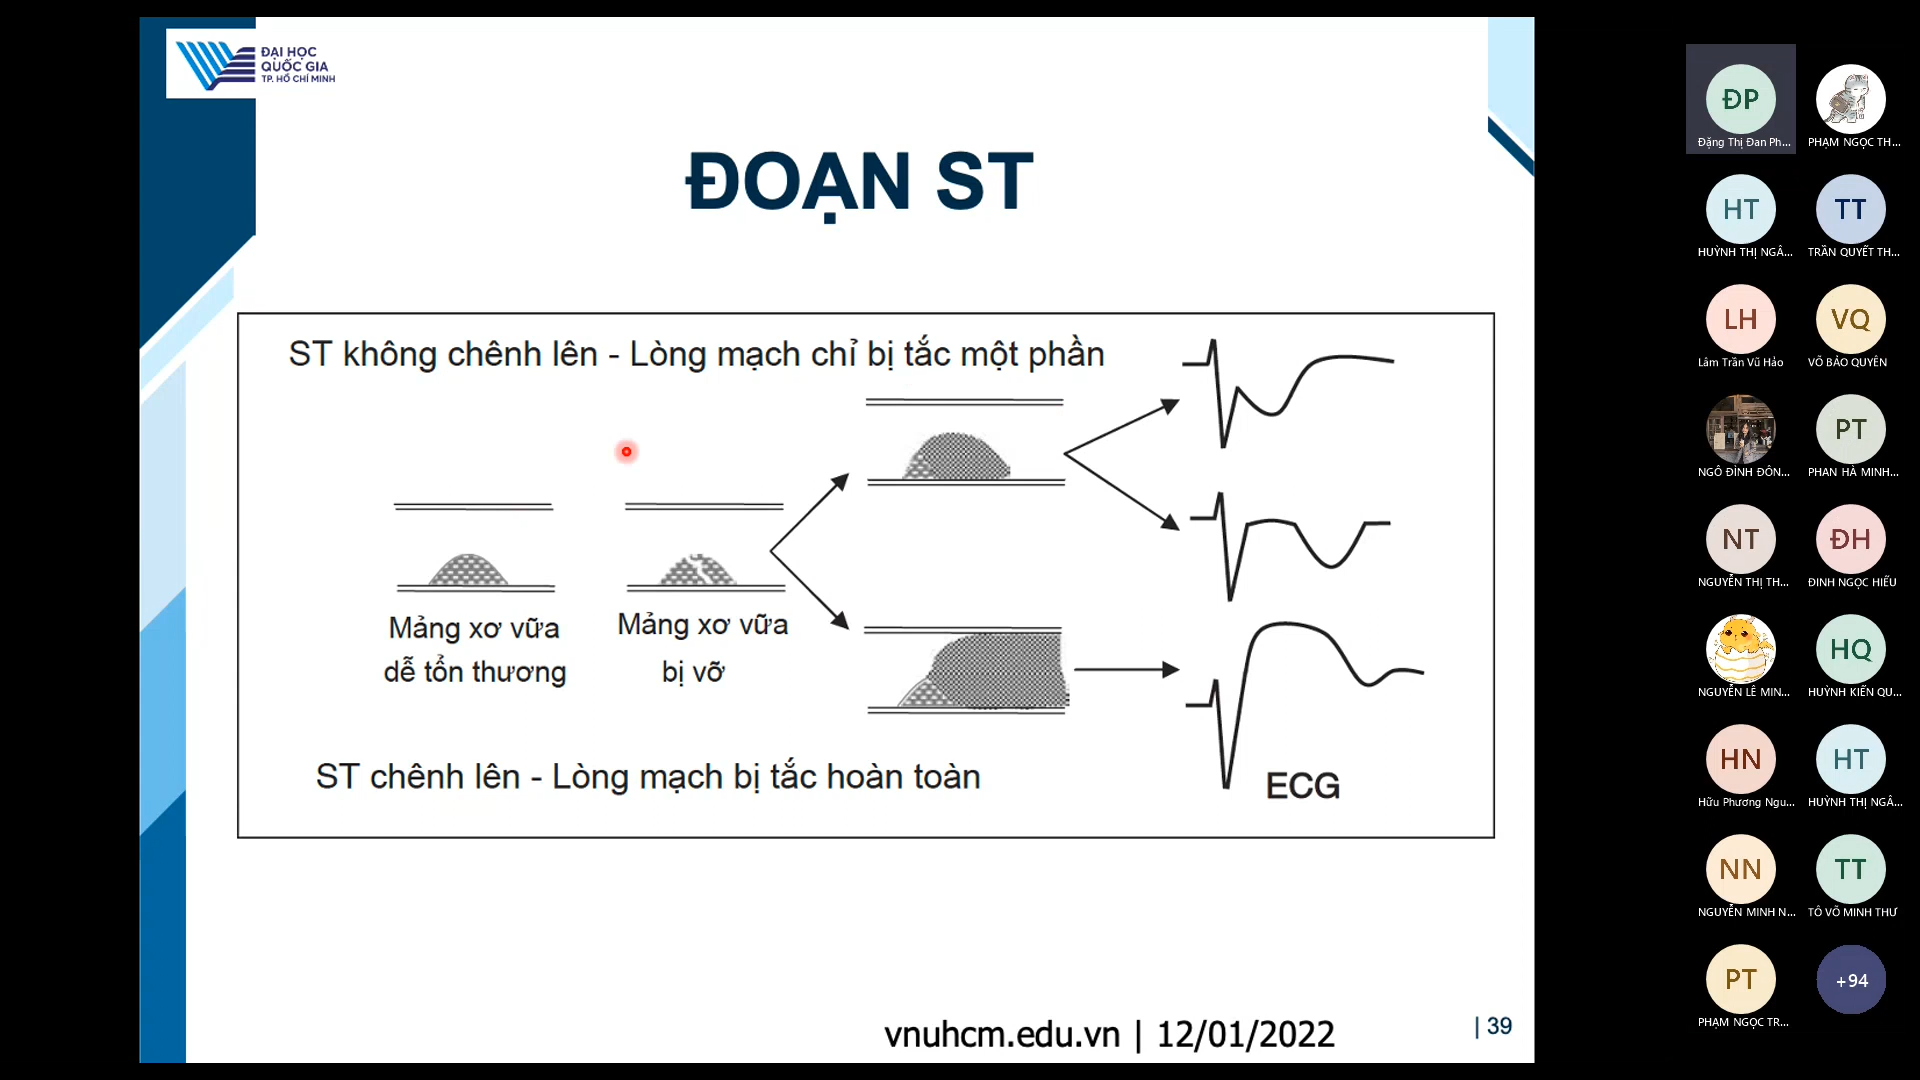 ĐẠI HỌC
QUỐC GIA
TP. HỒ CHÍ MINH
ĐOẠN ST
ST không chênh lên - Lòng mạch chỉ bị tắc một phần
Mảng xơ vữa
dễ tổn thương
Mảng xơ vữa
bị vỡ
ST chênh lên - Lòng mạch bị tắc hoàn toàn
ECG
vnuhcm.edu.vn | 12/01/2022
| 39
ĐP
Đặng Thị Đan Ph...
PHẠM NGỌC TH...
HT
HUỲNH THỊ NGÂ...
TT
TRẦN QUYẾT TH...
LH
Lâm Trần Vũ Hảo
VQ
VÕ BẢO QUYÊN
NGÔ ĐÌNH ĐÔN...
PT
PHAN HÀ MINH...
NT
NGUYỄN THỊ TH...
ĐH
ĐINH NGỌC HIẾU
NGUYỄN LÊ MIN...
HQ
HUỲNH KIẾN QU...
HN
Hữu Phương Ngu...
HT
HUỲNH THỊ NGÂ...
NN
NGUYỄN MINH N...
TT
TÔ VÕ MINH THƯ
PT
PHẠM NGỌC TR...
+94